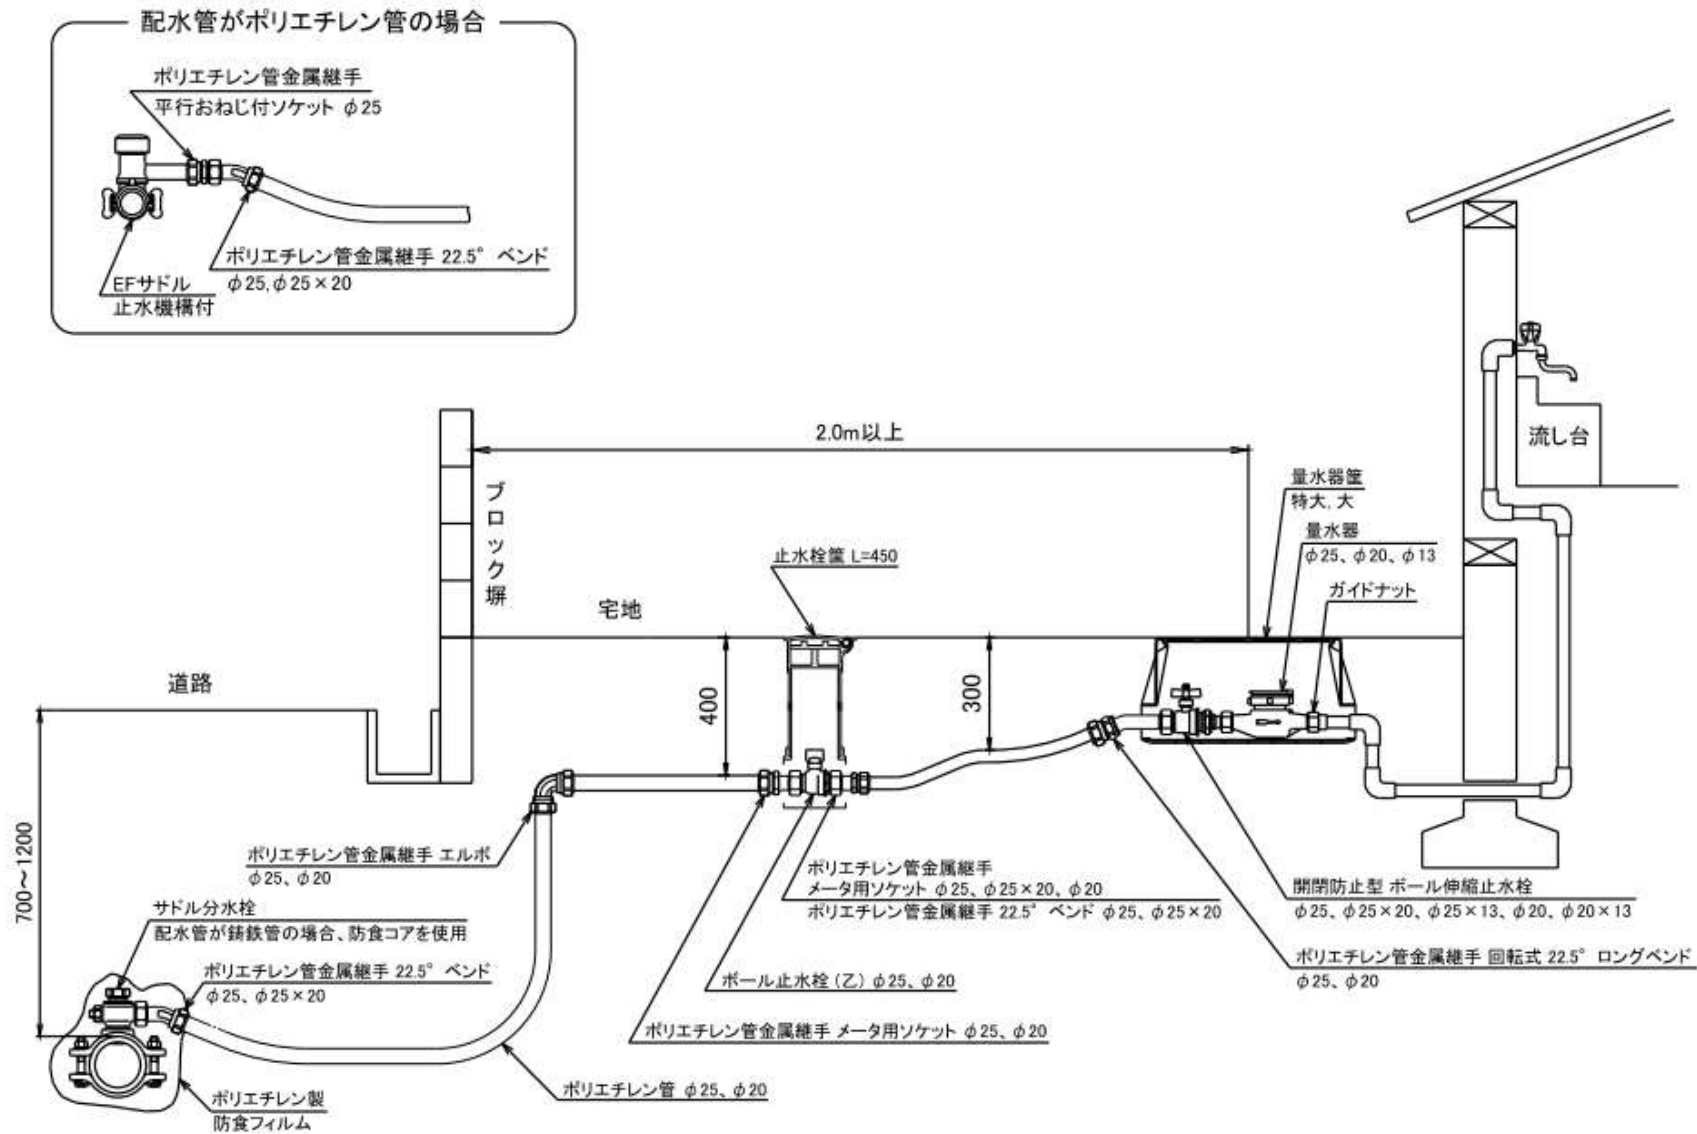 配水管がポリエチレン管の場合
ポリエチレン管金属継手
平行おねじ付ソケット φ25
ポリエチレン管金属継手 22.5° ベンド
φ25,φ25×20
EFサドル
止水機構付
2.0m以上
ブロック塀
流し台
量水器筐
特大, 大
量水器
φ25、φ20、φ13
止水栓筐 L=450
ガイドナット
宅地
道路
400
300
700～1200
ポリエチレン管金属継手 エルボ
φ25、φ20
ポリエチレン管金属継手
メータ用ソケット φ25、φ25×20、φ20
ポリエチレン管金属継手 22.5° ベンド φ25、φ25×20
開閉防止型 ボール伸縮止水栓
φ25、φ25×20、φ25×13、φ20、φ20×13
サドル分水栓
配水管が鋳鉄管の場合、防食コアを使用
ポリエチレン管金属継手 22.5° ベンド
φ25、φ25×20
ボール止水栓 (乙) φ25、φ20
ポリエチレン管金属継手 回転式 22.5° ロングベンド
φ25、φ20
ポリエチレン管金属継手 メータ用ソケット φ25、φ20
ポリエチレン管 φ25、φ20
ポリエチレン製
防食フィルム